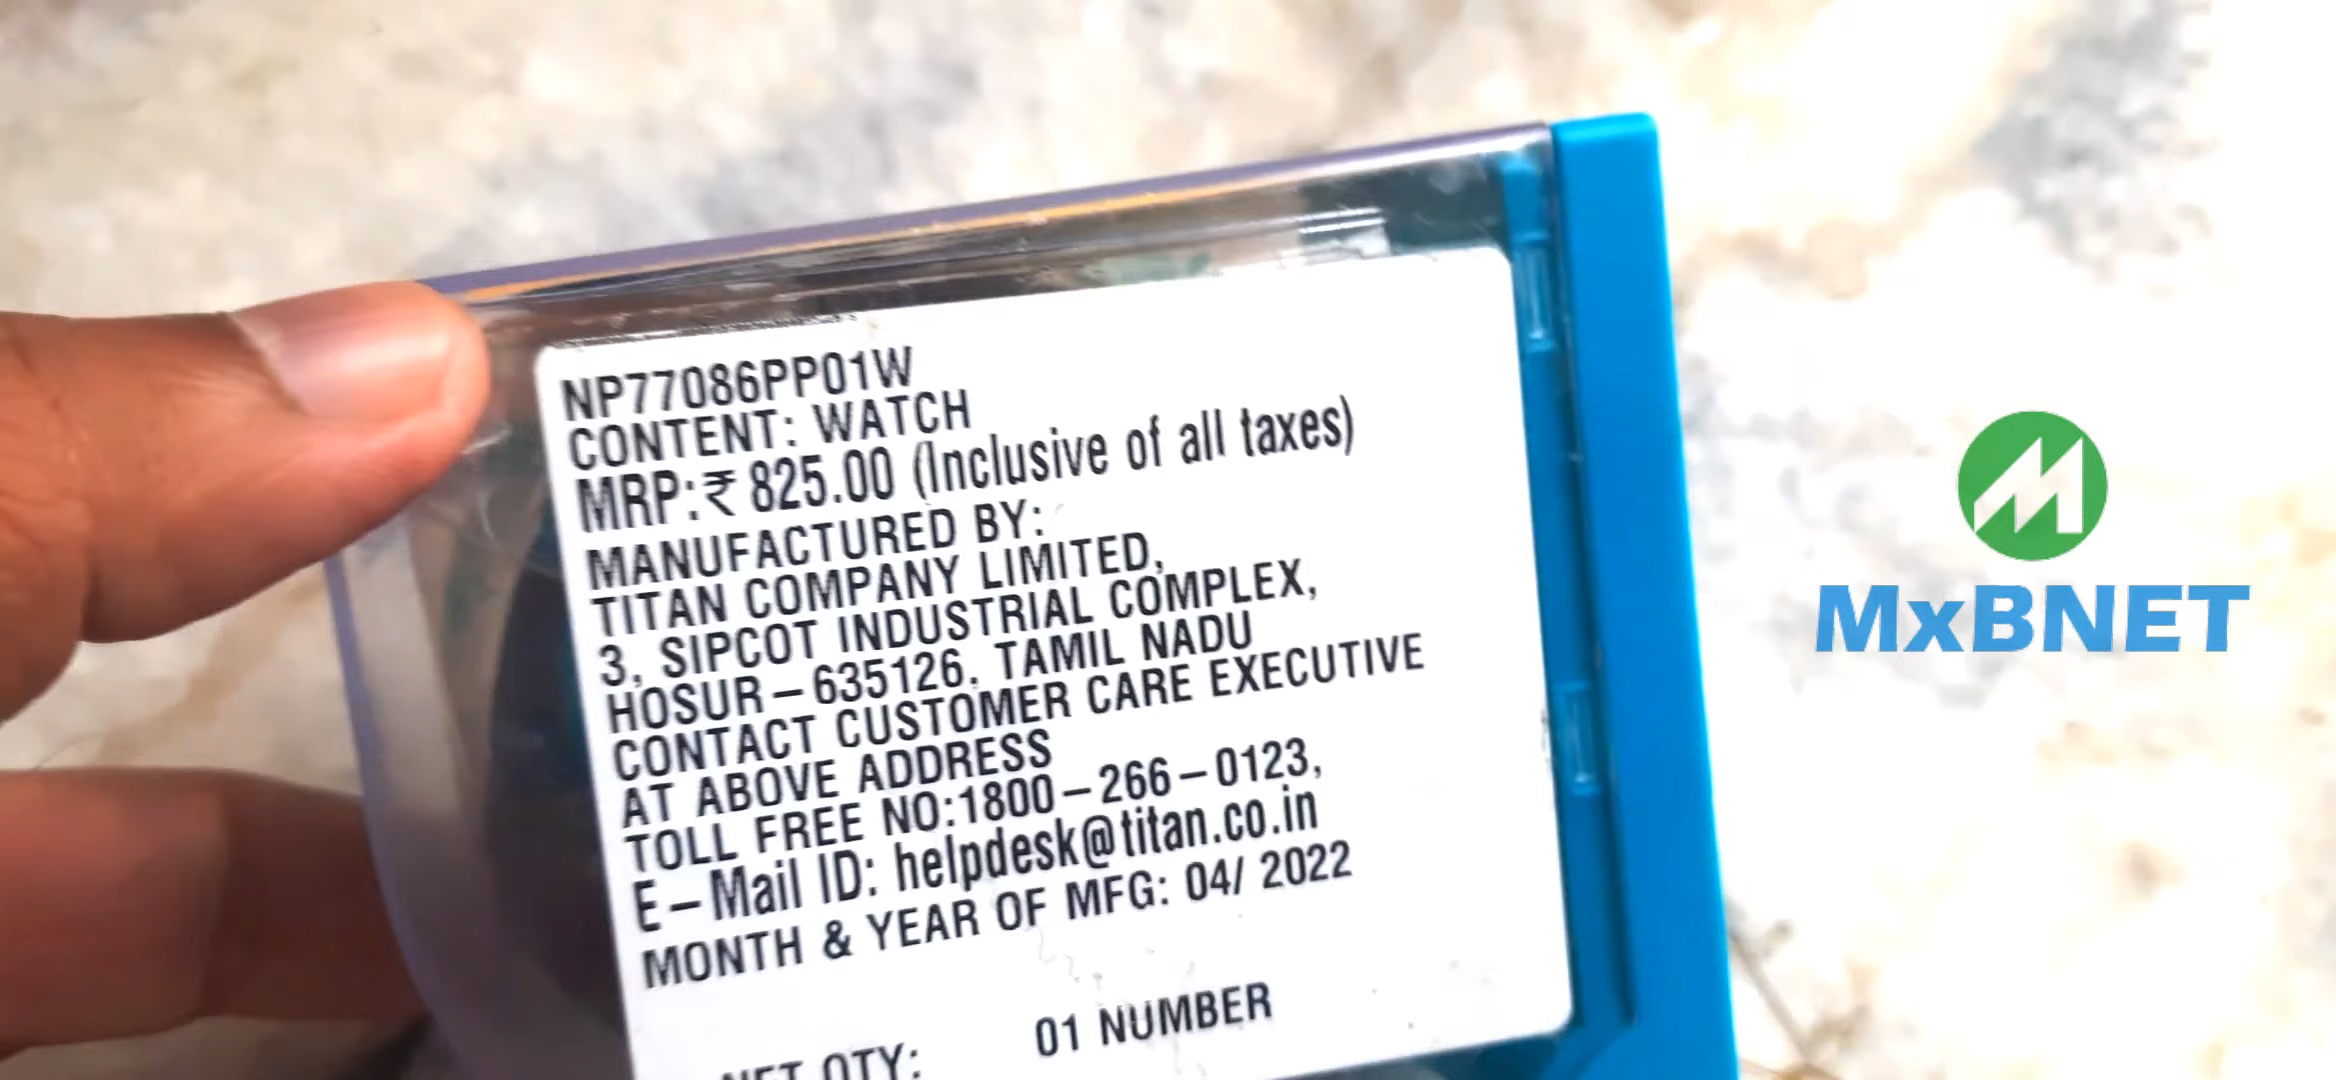 NP77086PP01W
CONTENT: WATCH
MRP:₹ 825.00 (Inclusive of all taxes)
MANUFACTURED BY:
TITAN COMPANY LIMITED,
3, SIPCOT INDUSTRIAL COMPLEX,
HOSUR – 635126, TAMIL NADU
CONTACT CUSTOMER CARE EXECUTIVE
AT ABOVE ADDRESS
TOLL FREE NO:1800 – 266 – 0123,
E – Mail ID: helpdesk@titan.co.in
MONTH & YEAR OF MFG: 04/ 2022
NET QTY: 01 NUMBER
MxBNET